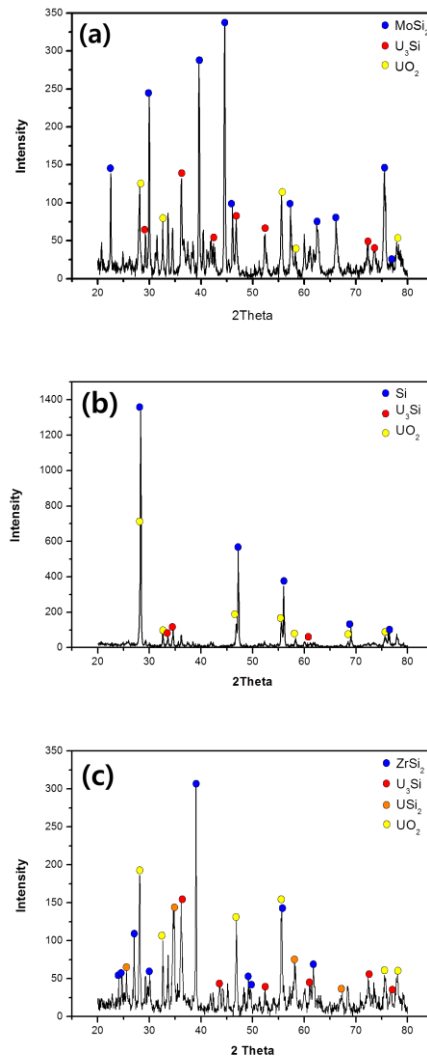 (a)
MoSi₂
U₃Si
UO₂
Intensity
350
300
250
200
150
100
50
0
20 30 40 50 60 70 80
2Theta
(b)
Si
U₃Si
UO₂
Intensity
1400
1200
1000
800
600
400
200
0
20 30 40 50 60 70 80
2Theta
(c)
ZrSi₂
U₃Si
USi₂
UO₂
Intensity
350
300
250
200
150
100
50
0
20 30 40 50 60 70 80
2 Theta